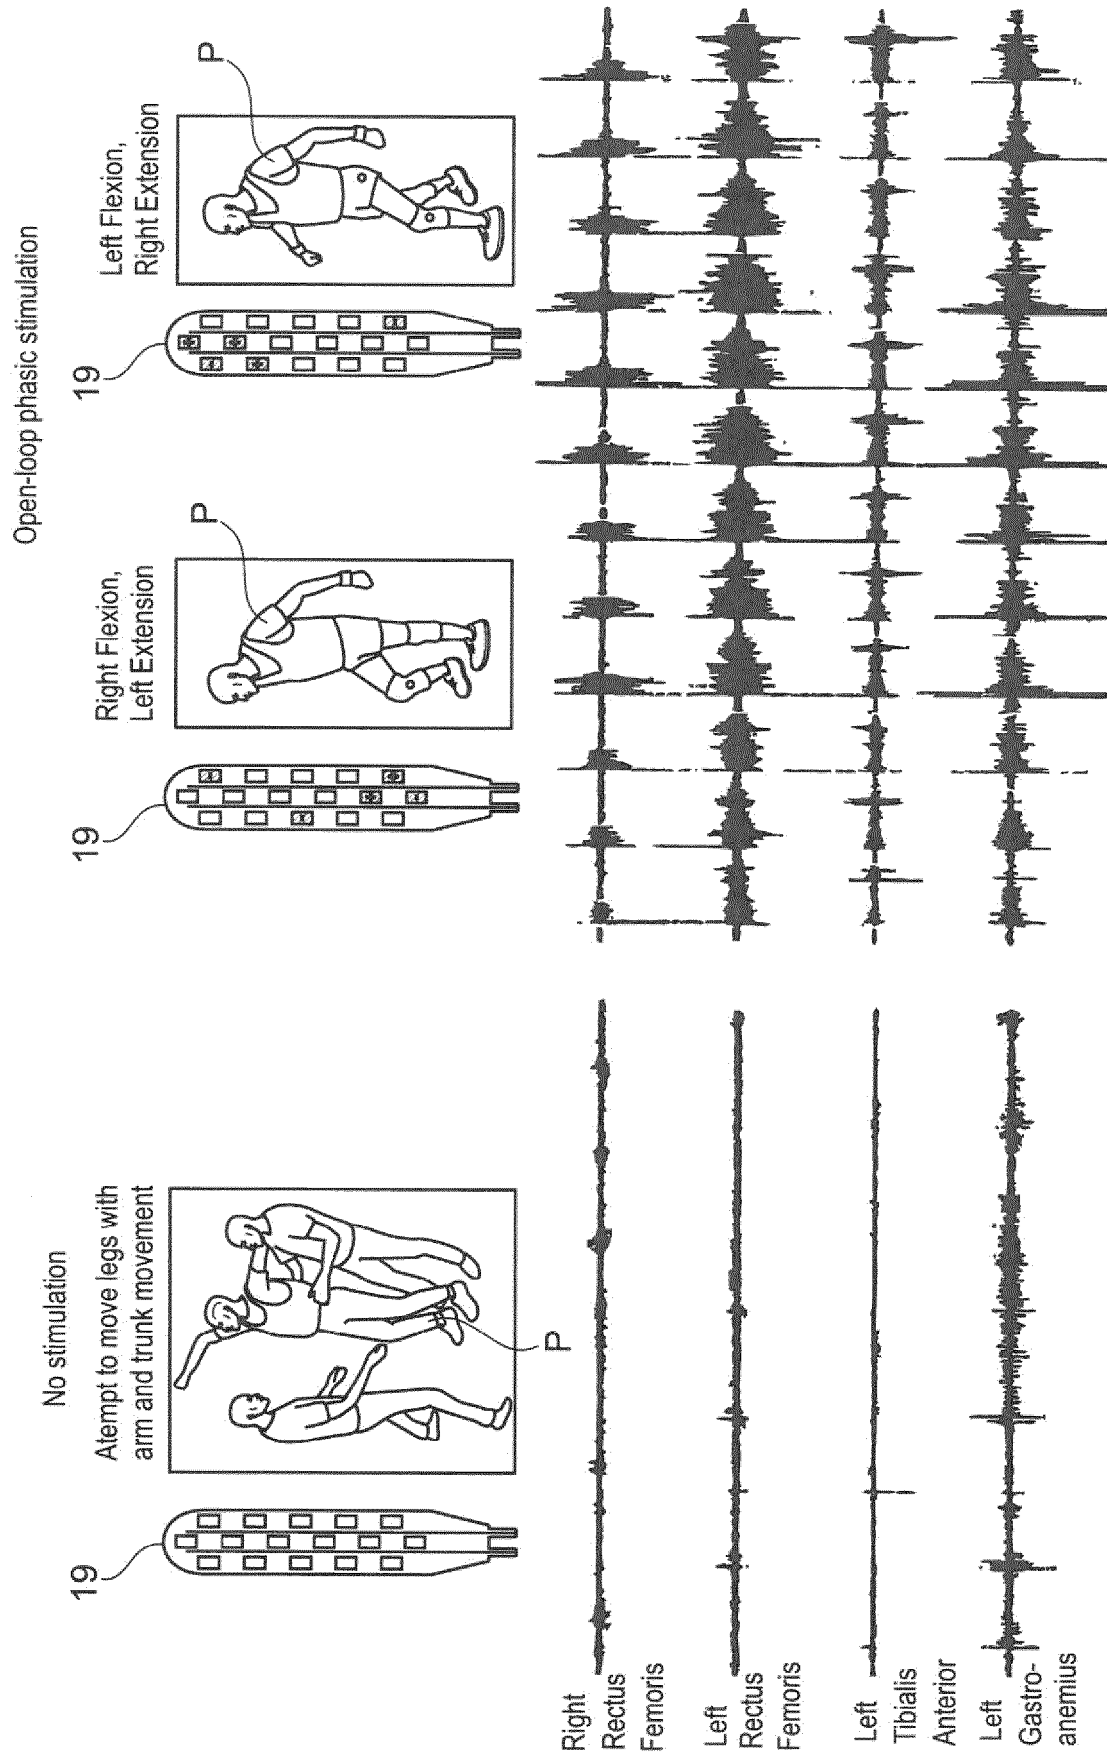 No stimulation
Open-loop phasic stimulation
Atempt to move legs with
arm and trunk movement
Right Flexion,
Left Extension
Left Flexion,
Right Extension
19
P
19
P
19
P
Right
Rectus
Femoris
Left
Rectus
Femoris
Left
Tibialis
Anterior
Left
Gastro-
anemius